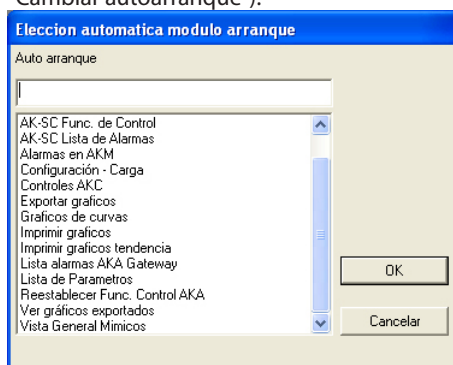 "Cambiar autoarranque").
Eleccion automatica modulo arranque
Auto arranque
AK-SC Func. de Control
AK-SC Lista de Alarmas
Alarmas en AKM
Configuración - Carga
Controles AKC
Exportar graficos
Graficos de curvas
Imprimir graficos
Imprimir graficos tendencia
Lista alarmas AKA Gateway
Lista de Parametros
Reestablecer Func. Control AKA
Ver gráficos exportados
Vista General Mimicos
OK
Cancelar